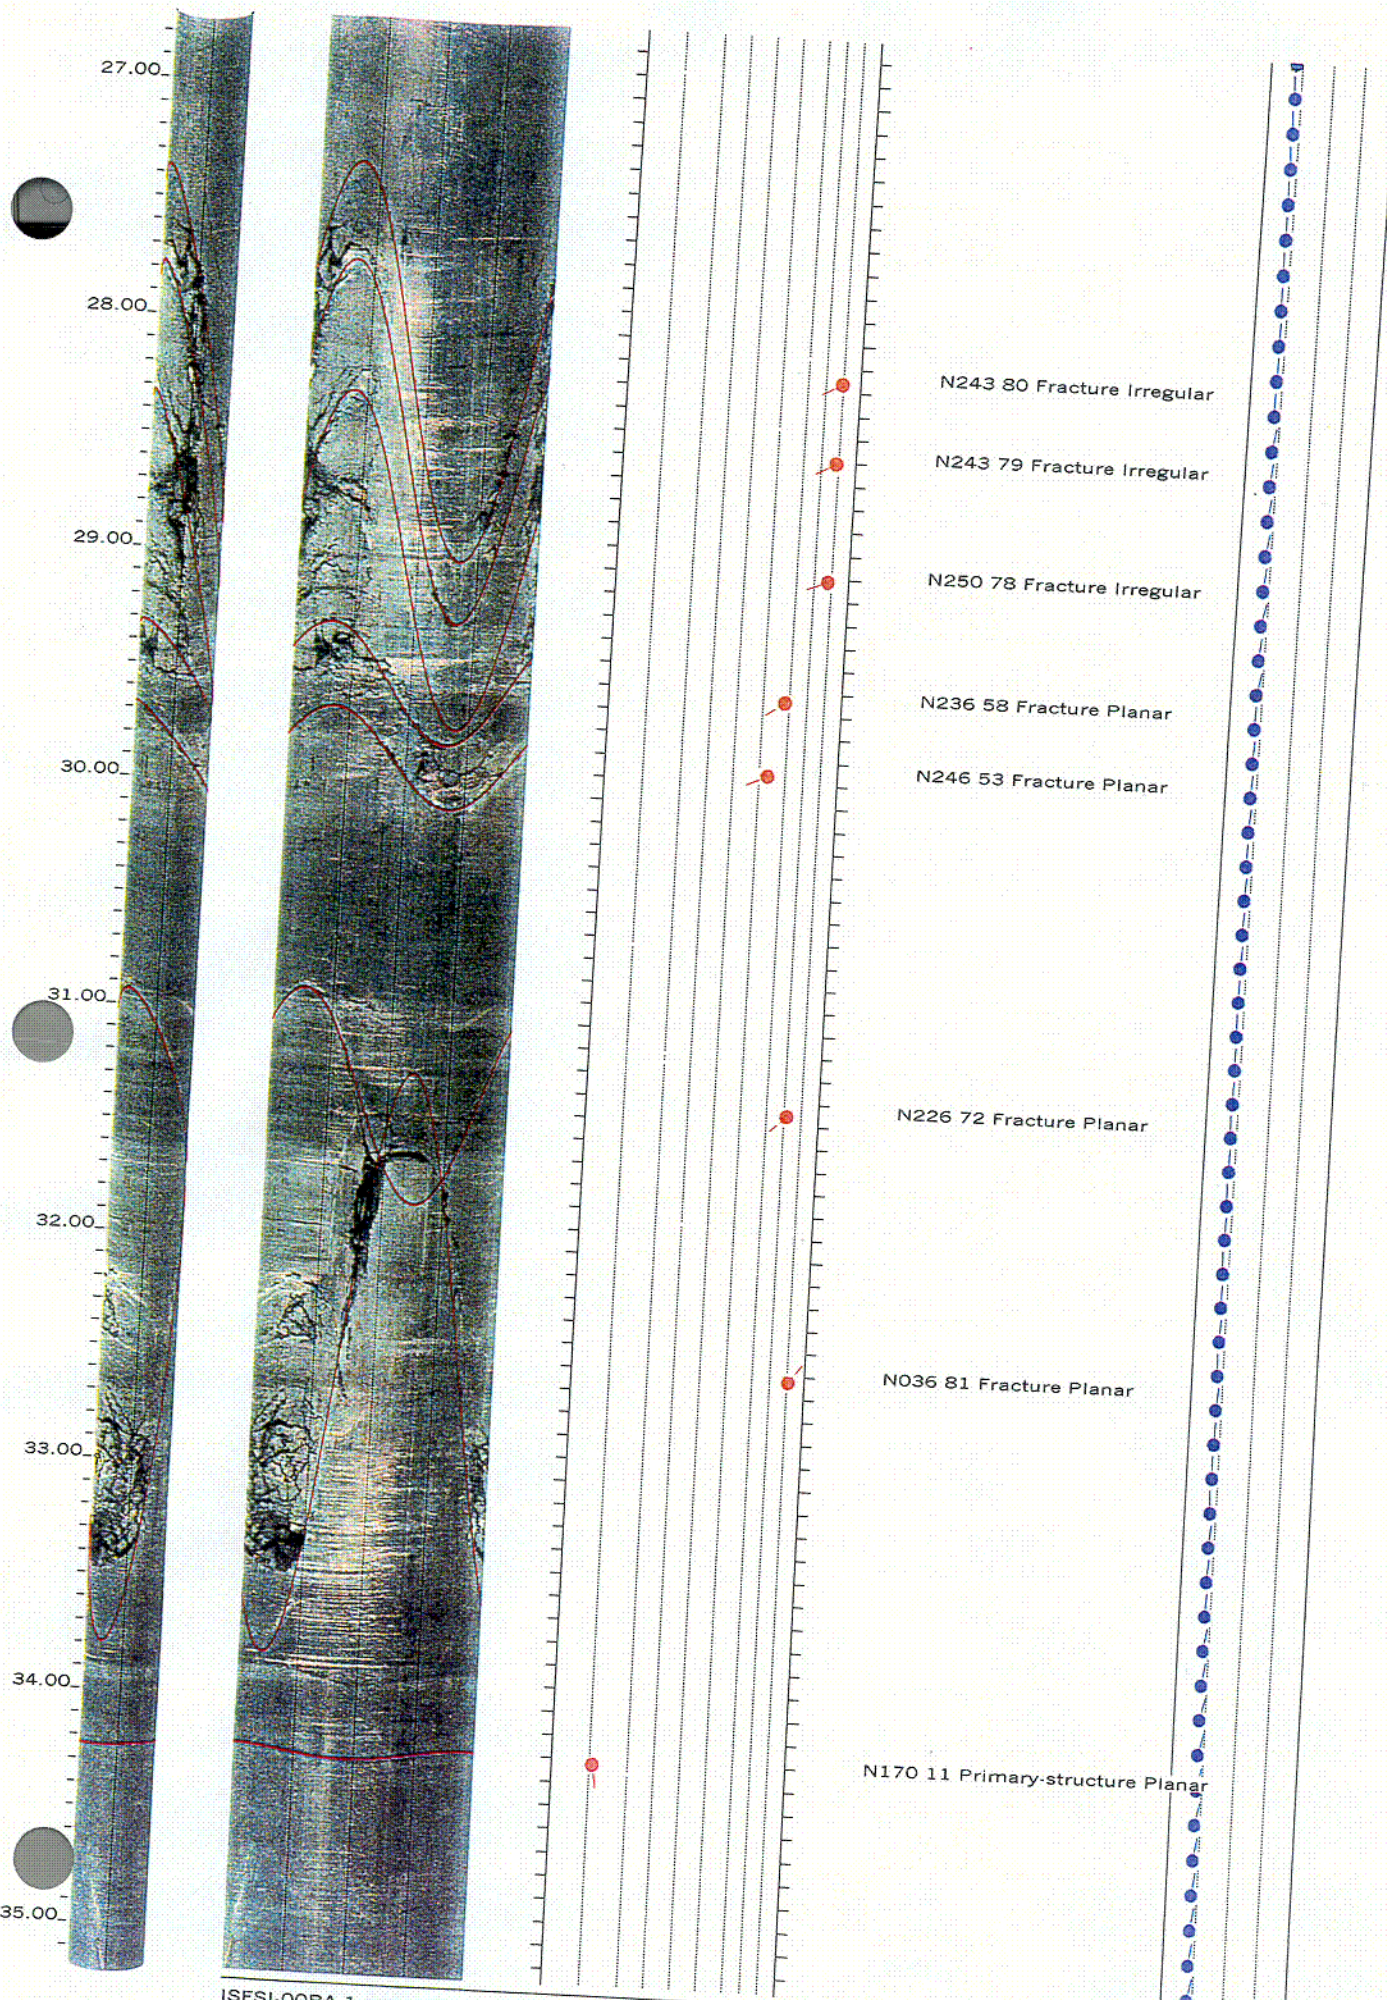 27.00
28.00
N243 80 Fracture Irregular
N243 79 Fracture Irregular
29.00
N250 78 Fracture Irregular
N236 58 Fracture Planar
30.00
N246 53 Fracture Planar
31.00
N226 72 Fracture Planar
32.00
N036 81 Fracture Planar
33.00
34.00
N170 11 Primary-structure Planar
35.00